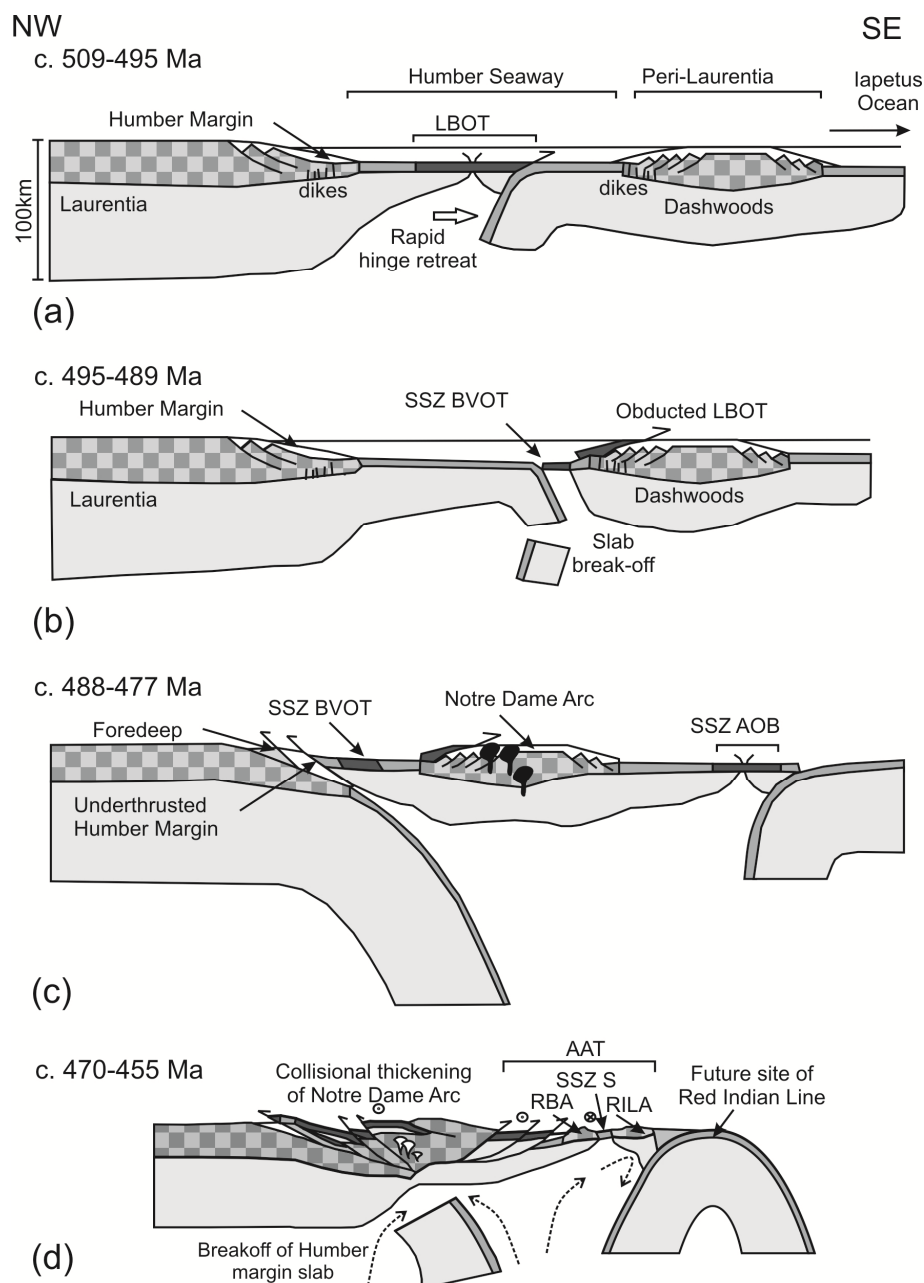 NW
SE
c. 509-495 Ma
Humber Seaway
Peri-Laurentia
Iapetus
Ocean
Humber Margin
LBOT
100km
Laurentia
dikes
dikes
Dashwoods
Rapid
hinge retreat
(a)
c. 495-489 Ma
Humber Margin
SSZ BVOT
Obducted LBOT
Laurentia
Dashwoods
Slab
break-off
(b)
c. 488-477 Ma
Foredeep
SSZ BVOT
Notre Dame Arc
SSZ AOB
Underthrusted
Humber Margin
(c)
c. 470-455 Ma
Collisional thickening
of Notre Dame Arc
AAT
SSZ S
RBA
RILA
Future site of
Red Indian Line
Breakoff of Humber
margin slab
(d)